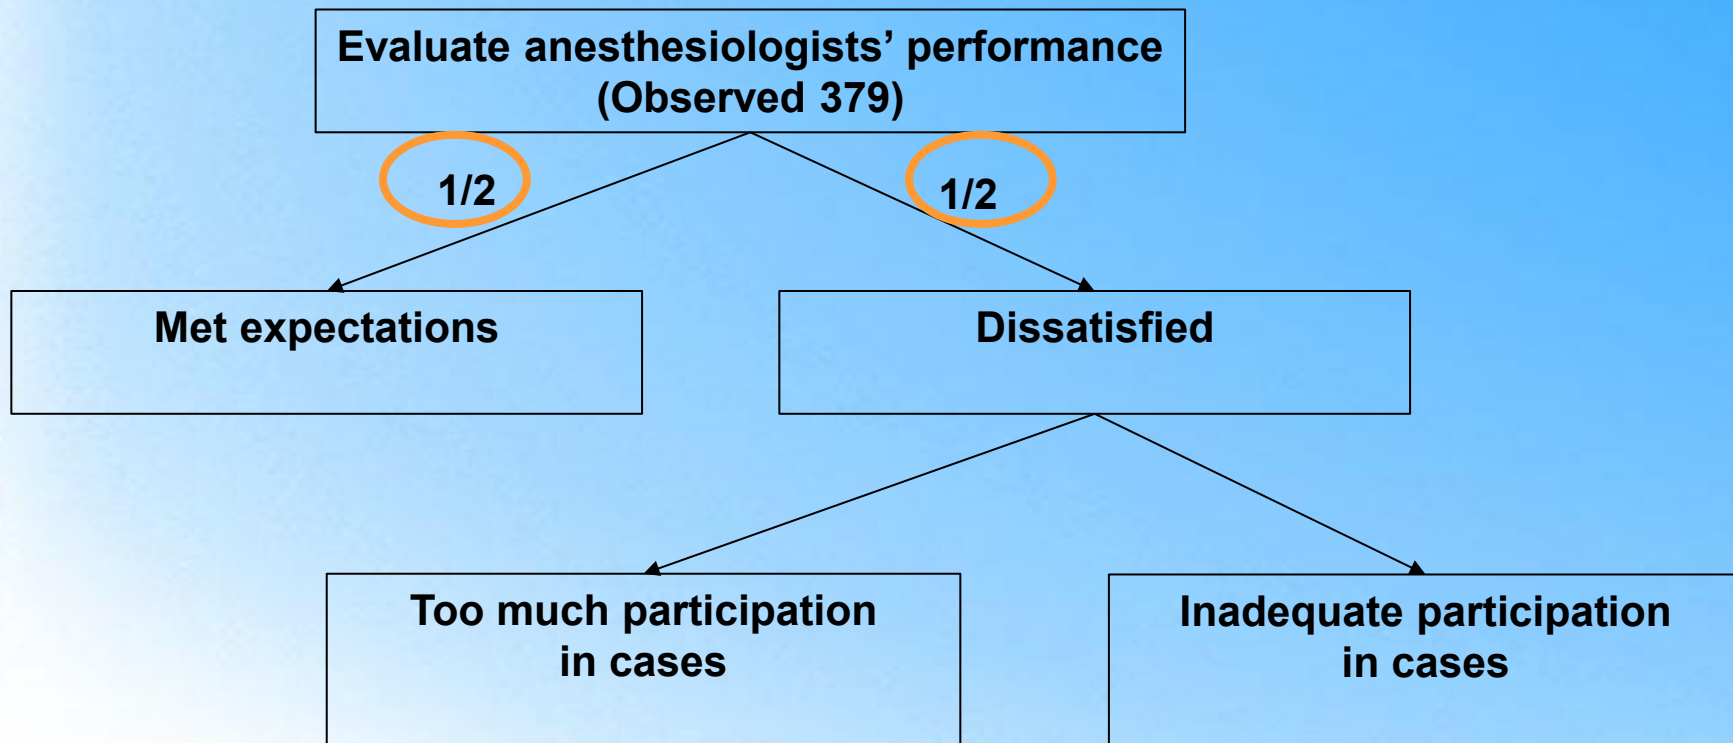 Evaluate anesthesiologists’ performance
(Observed 379)
1/2
1/2
Met expectations
Dissatisfied
Too much participation
in cases
Inadequate participation
in cases